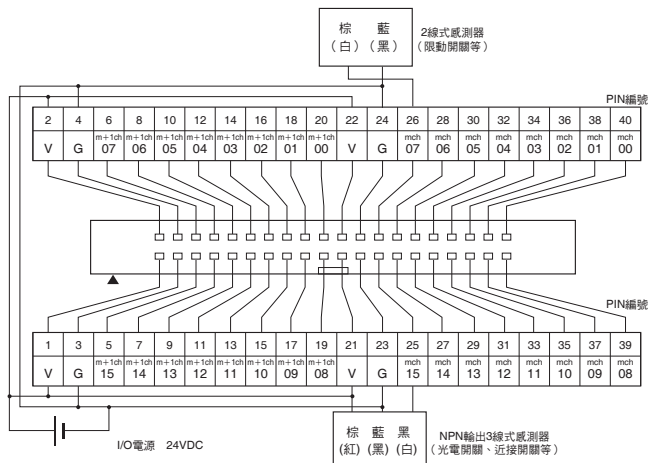 棕 藍
（白）（黑）
2線式感測器
（限動開關等）
PIN編號
2 4 6 8 10 12 14 16 18 20 22 24 26 28 30 32 34 36 38 40
m＋1ch m＋1ch m＋1ch m＋1ch m＋1ch m＋1ch m＋1ch m＋1ch mch mch mch mch mch mch mch mch
V G 07 06 05 04 03 02 01 00 V G 07 06 05 04 03 02 01 00
PIN編號
1 3 5 7 9 11 13 15 17 19 21 23 25 27 29 31 33 35 37 39
m＋1ch m＋1ch m＋1ch m＋1ch m＋1ch m＋1ch m＋1ch m＋1ch mch mch mch mch mch mch mch mch
V G 15 14 13 12 11 10 09 08 V G 15 14 13 12 11 10 09 08
I/O電源 24VDC
棕 藍 黑
(紅) (黑) (白)
NPN輸出3線式感測器
（光電開關、近接開關等）